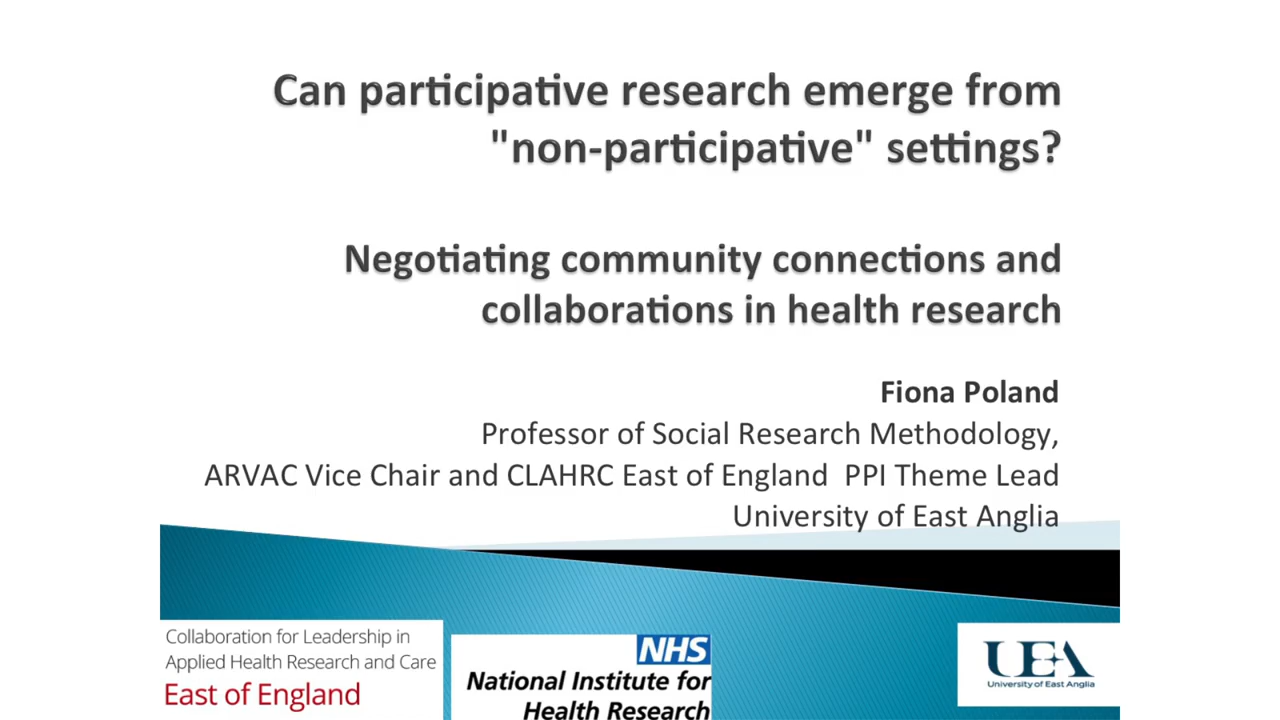 Can participative research emerge from
"non-participative" settings?
Negotiating community connections and
collaborations in health research
Fiona Poland
Professor of Social Research Methodology,
ARVAC Vice Chair and CLAHRC East of England  PPI Theme Lead
University of East Anglia
Collaboration for Leadership in
Applied Health Research and Care
East of England
NHS
National Institute for
Health Research
UEA
University of East Anglia